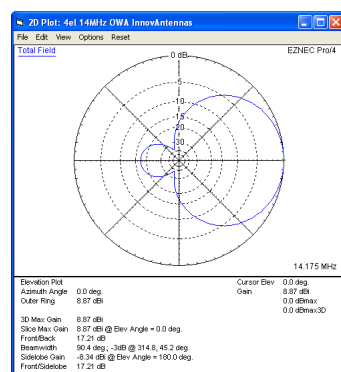 2D Plot: 4el 14MHz OWA InnovAntennas
File Edit View Options Reset
Total Field
EZNEC Pro/4
0 dB
-5
-10
-15
-20
-30
14.175 MHz
Elevation Plot
Azimuth Angle 0.0 deg.
Outer Ring 8.87 dBi
Cursor Elev 0.0 deg.
Gain 8.87 dBi
0.0 dBmax
0.0 dBmax3D
3D Max Gain 8.87 dBi
Slice Max Gain 8.87 dBi @ Elev Angle = 0.0 deg.
Front/Back 17.21 dB
Beamwidth 90.4 deg.; -3dB @ 314.8, 45.2 deg.
Sidelobe Gain -8.34 dBi @ Elev Angle = 180.0 deg.
Front/Sidelobe 17.21 dB